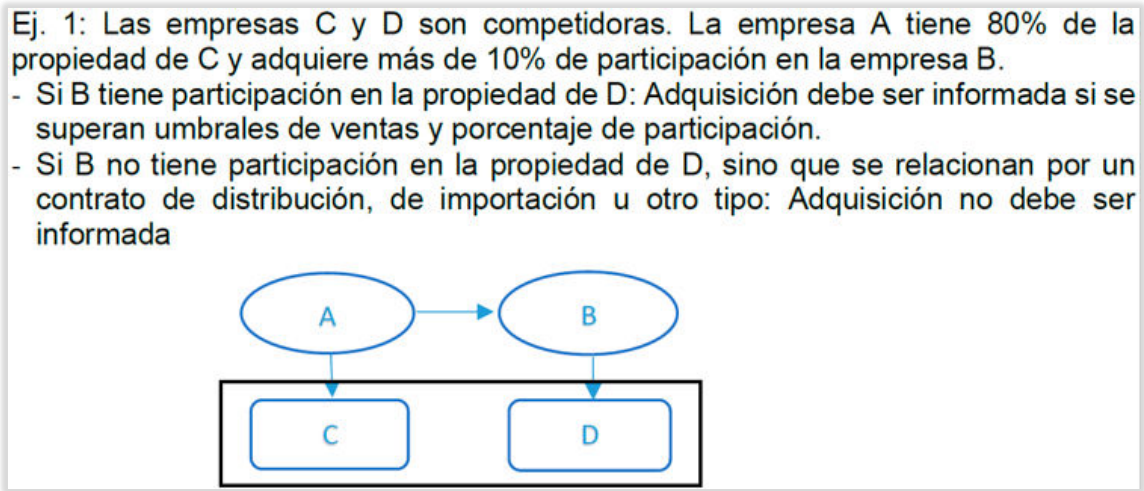 Ej. 1: Las empresas C y D son competidoras. La empresa A tiene 80% de la
propiedad de C y adquiere más de 10% de participación en la empresa B.
- Si B tiene participación en la propiedad de D: Adquisición debe ser informada si se
superan umbrales de ventas y porcentaje de participación.
- Si B no tiene participación en la propiedad de D, sino que se relacionan por un
contrato de distribución, de importación u otro tipo: Adquisición no debe ser
informada
A B
C D